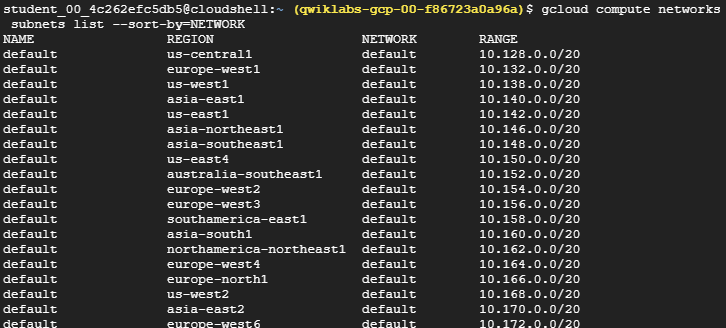 student_00_4c262efc5db5@cloudshell:~ (qwiklabs-gcp-00-f86723a0a96a)$ gcloud compute networks
subnets list --sort-by=NETWORK
NAME REGION NETWORK RANGE
default us-central1 default 10.128.0.0/20
default europe-west1 default 10.132.0.0/20
default us-west1 default 10.138.0.0/20
default asia-east1 default 10.140.0.0/20
default us-east1 default 10.142.0.0/20
default asia-northeast1 default 10.146.0.0/20
default asia-southeast1 default 10.148.0.0/20
default us-east4 default 10.150.0.0/20
default australia-southeast1 default 10.152.0.0/20
default europe-west2 default 10.154.0.0/20
default europe-west3 default 10.156.0.0/20
default southamerica-east1 default 10.158.0.0/20
default asia-south1 default 10.160.0.0/20
default northamerica-northeast1 default 10.162.0.0/20
default europe-west4 default 10.164.0.0/20
default europe-north1 default 10.166.0.0/20
default us-west2 default 10.168.0.0/20
default asia-east2 default 10.170.0.0/20
default europe-west6 default 10.172.0.0/20